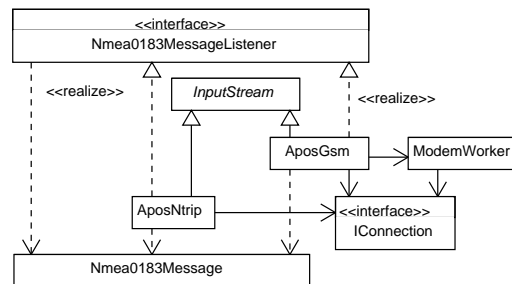 <<interface>>
Nmea0183MessageListener
<<realize>>
InputStream
<<realize>>
AposGsm
ModemWorker
AposNtrip
<<interface>>
IConnection
Nmea0183Message